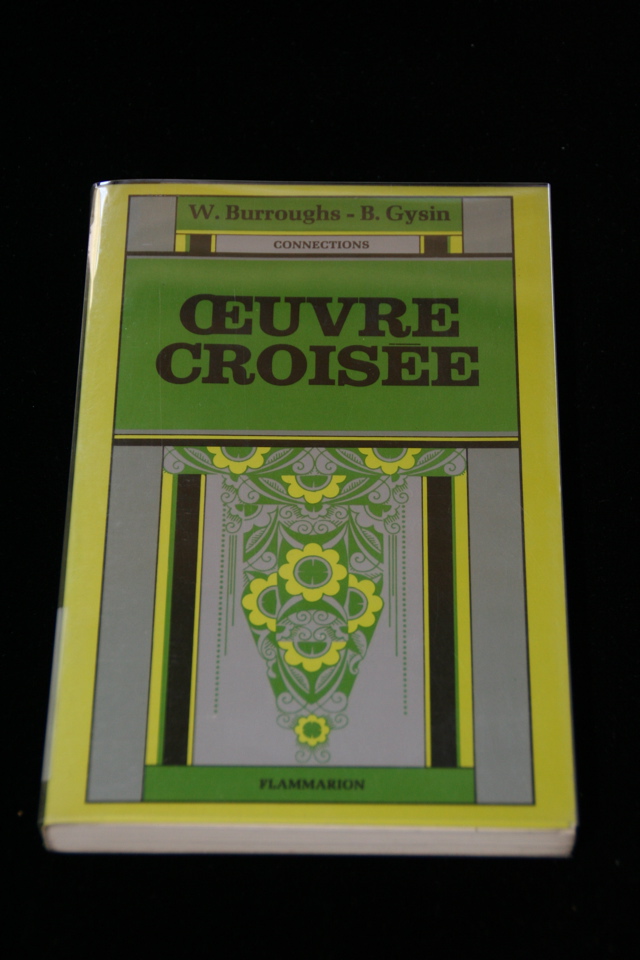 W. Burroughs - B. Gysin
CONNECTIONS
ŒUVRE
CROISÉE
FLAMMARION